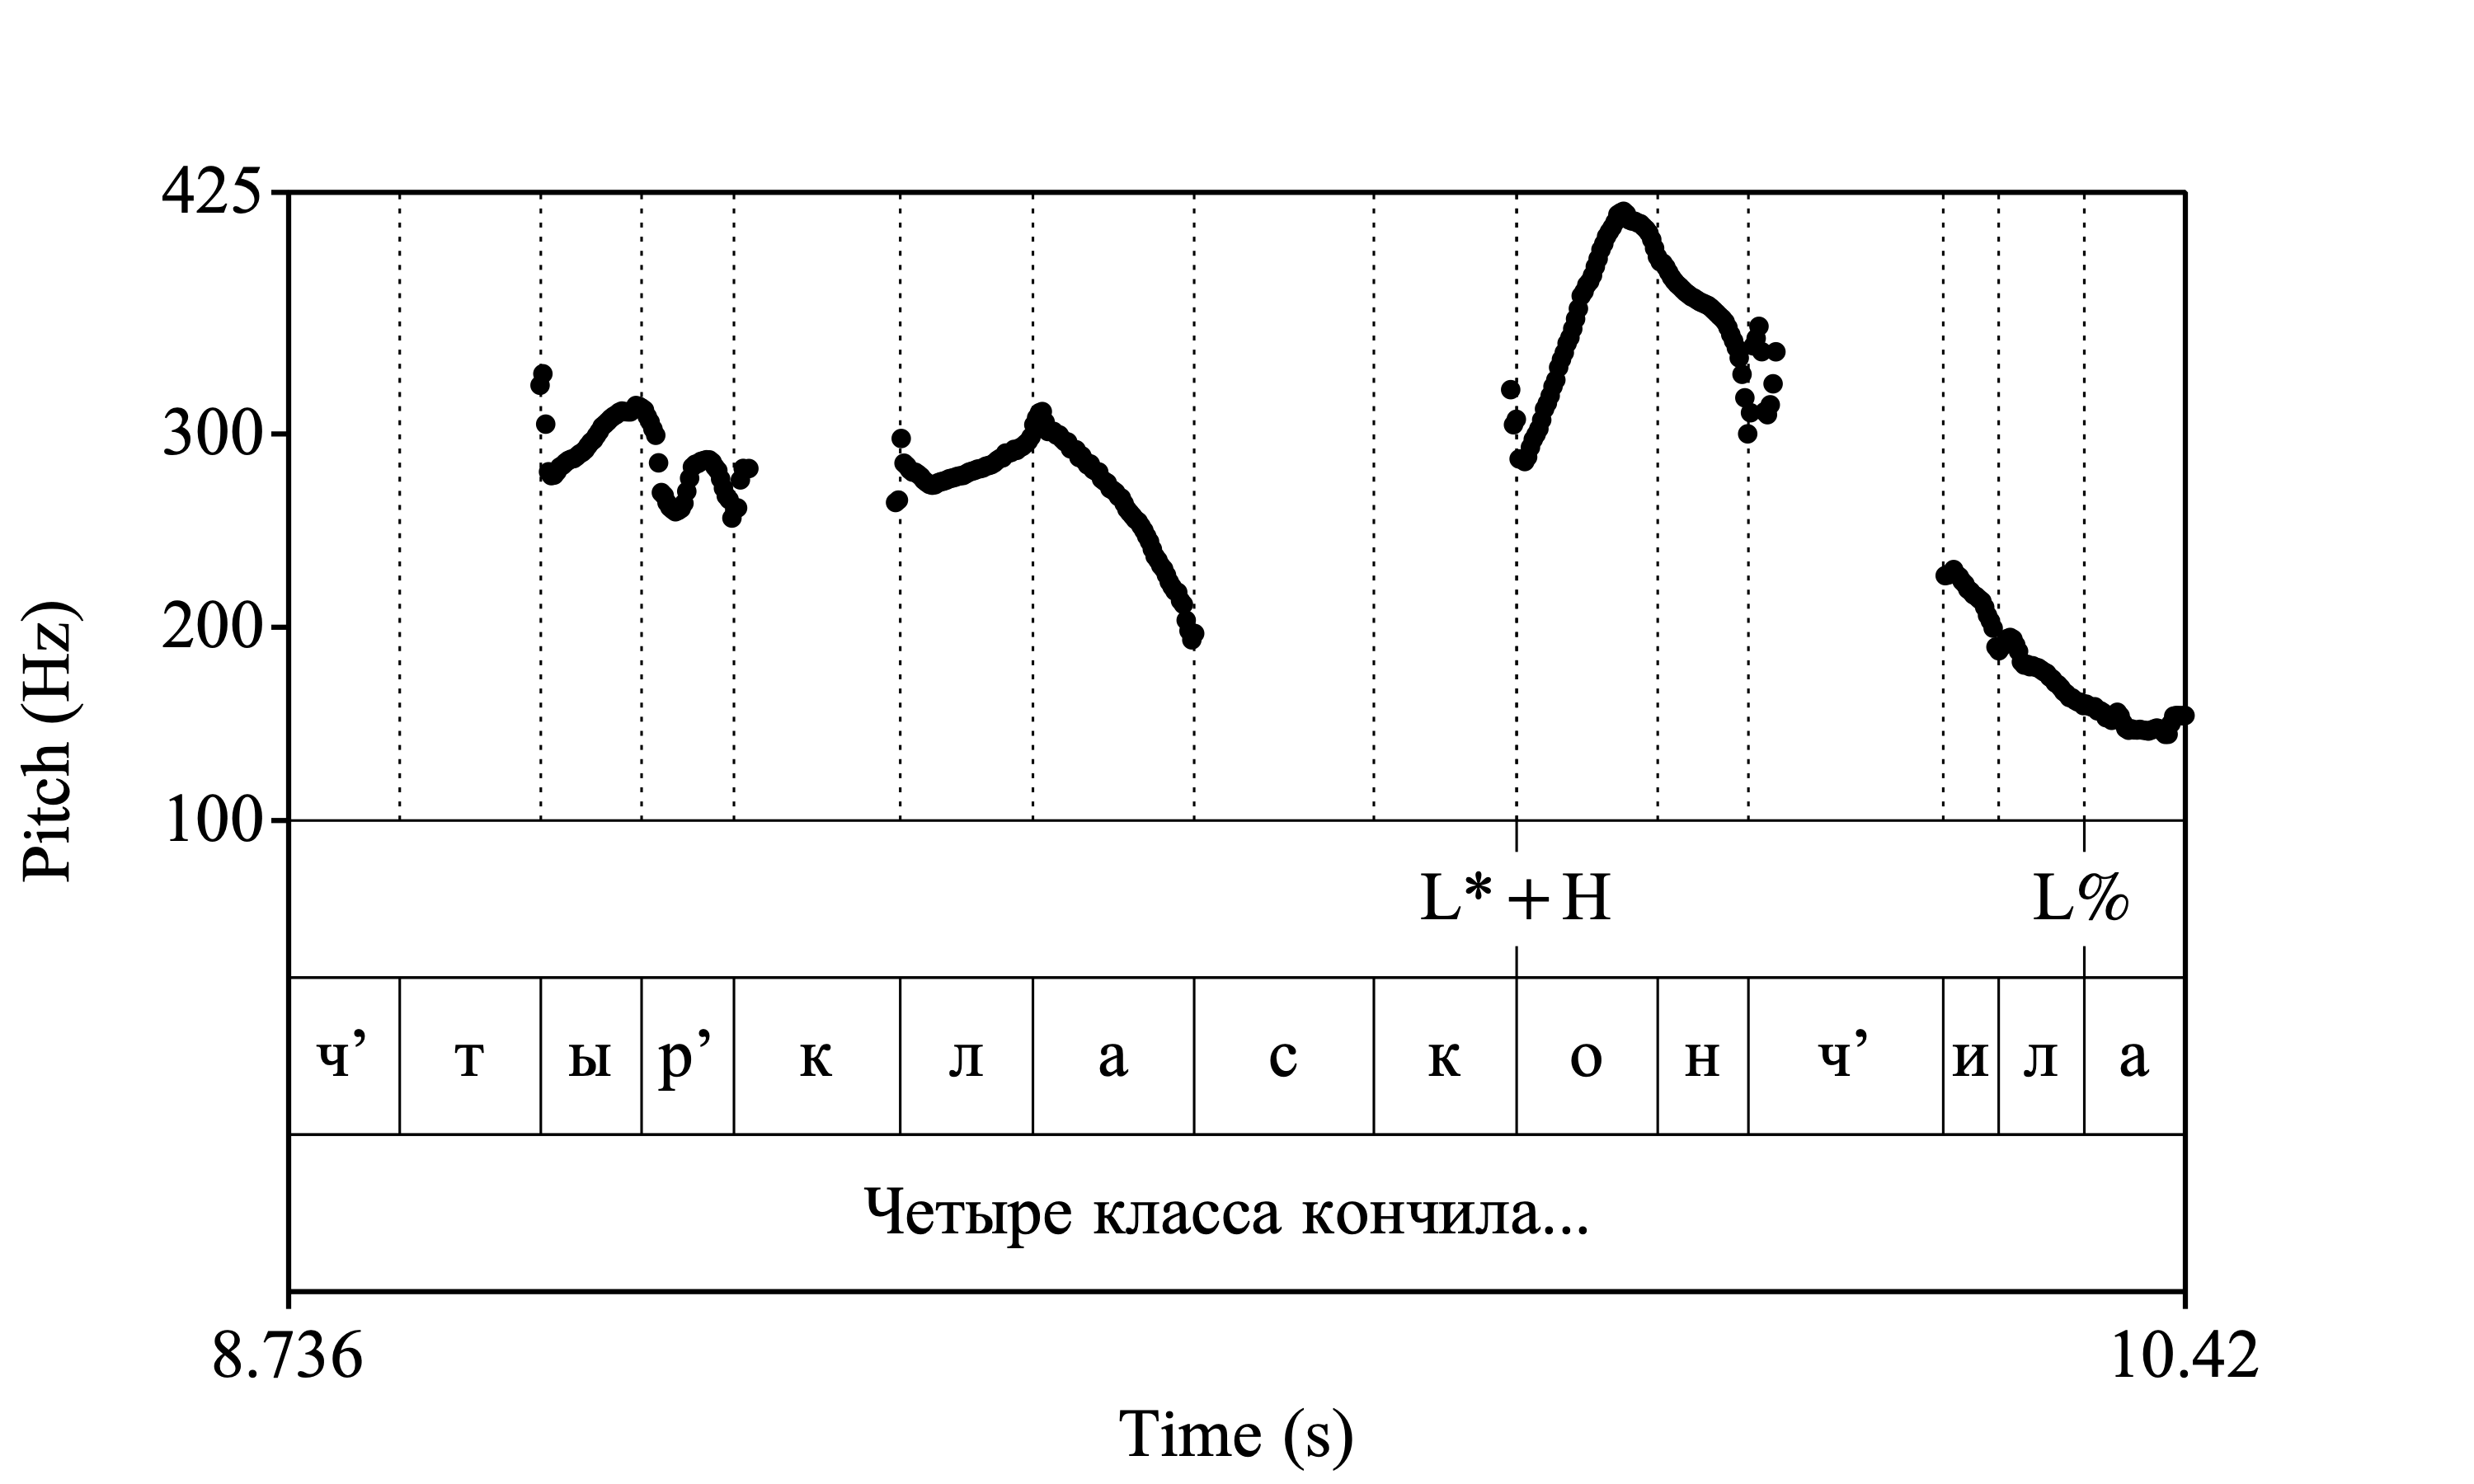 425
300
200
100
Pitch (Hz)
L*+H L%
ч’ т ы р’ к л а с к о н ч’ и л а
Четыре класса кончила...
8.736 10.42
Time (s)